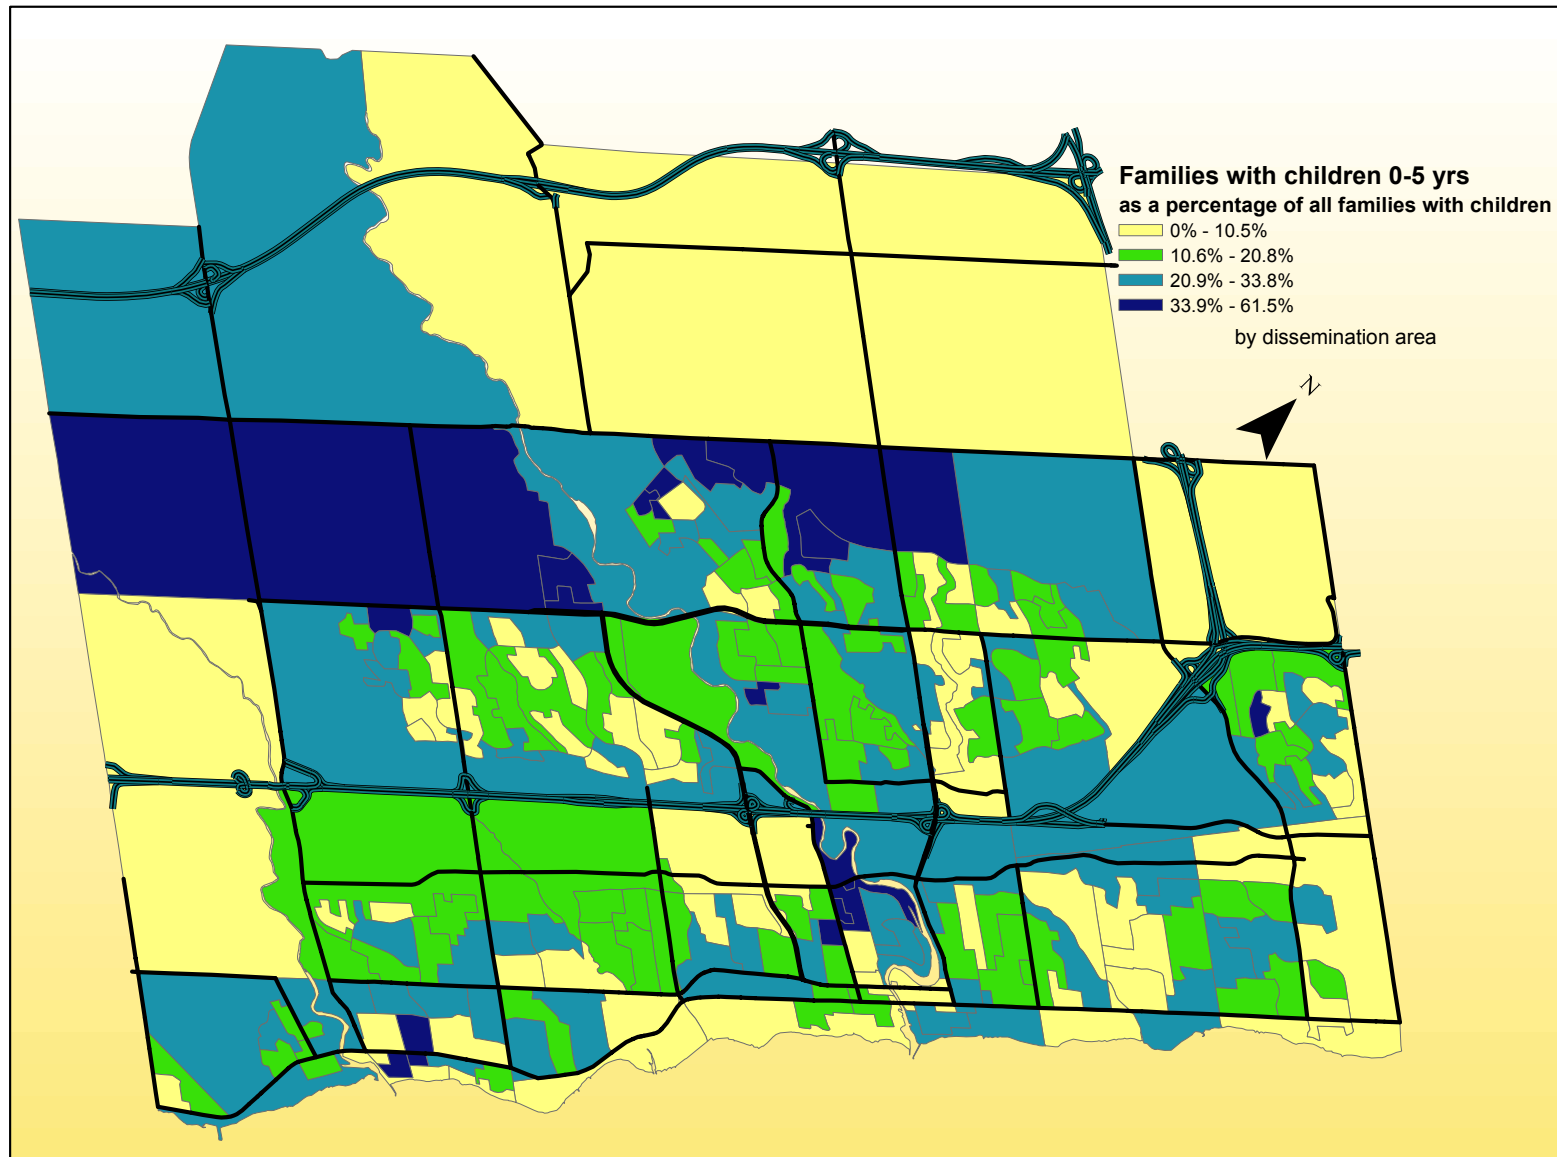 Families with children 0-5 yrs
as a percentage of all families with children
0% - 10.5%
10.6% - 20.8%
20.9% - 33.8%
33.9% - 61.5%
by dissemination area
N